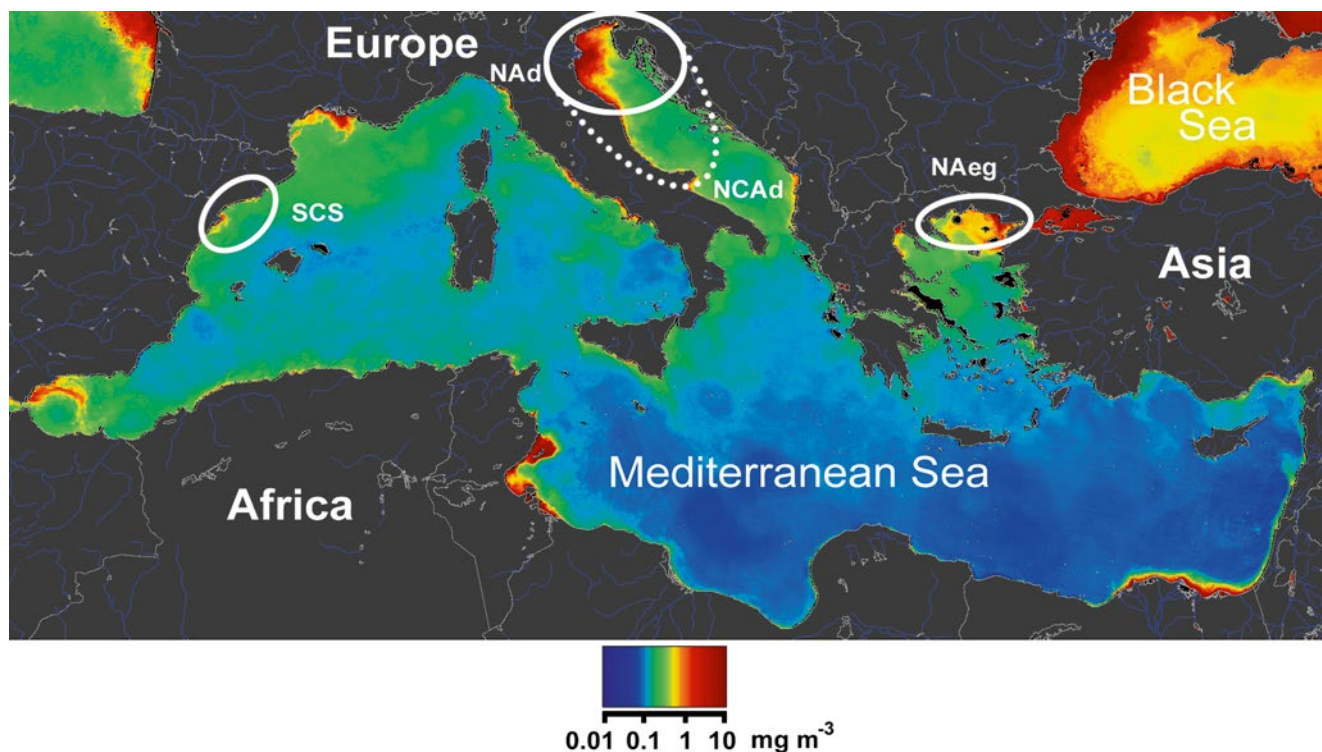 Europe
NAd
Black
Sea
NAeg
NCAd
SCS
Asia
Mediterranean Sea
Africa
0.01 0.1 1 10 mg m⁻³